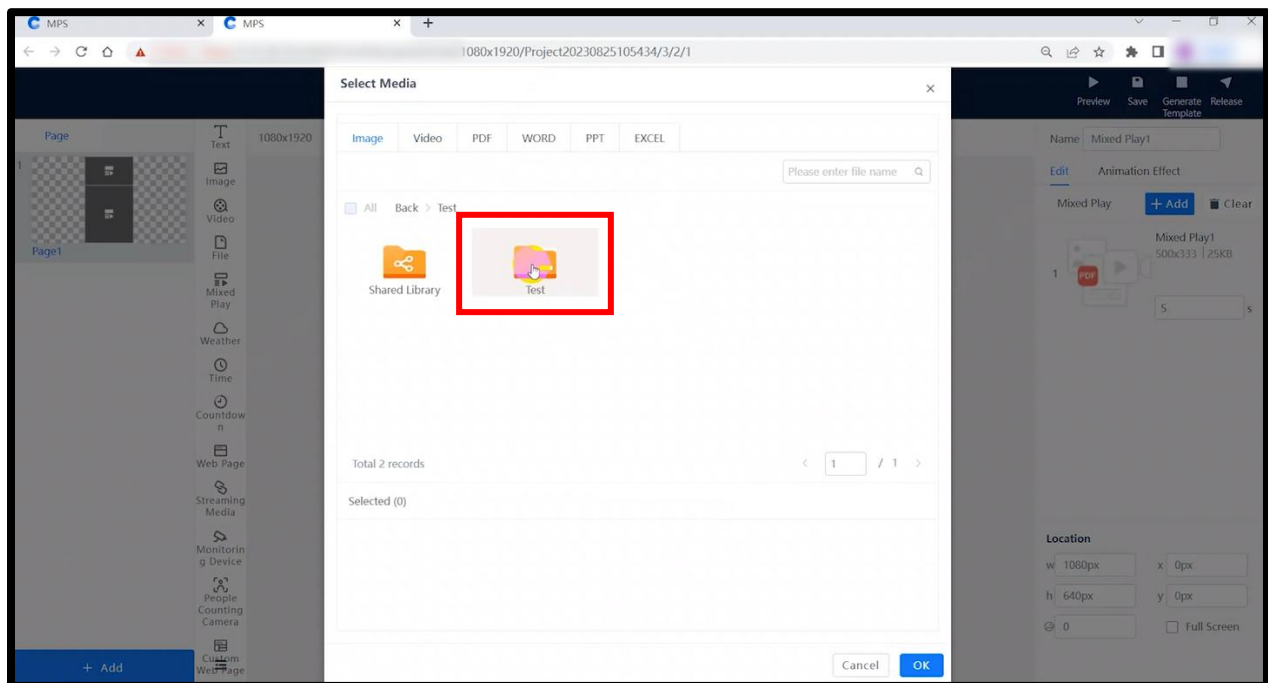 MPS
MPS
1080x1920/Project20230825105434/3/2/1
Select Media
Preview
Save
Generate Template
Release
Page
Text
1080x1920
Image
Video
PDF
WORD
PPT
EXCEL
Name
Mixed Play1
Please enter file name
Edit
Animation Effect
1
Image
Video
File
Mixed Play
Weather
Time
Countdow
n
Web Page
Streaming Media
Monitorin
g Device
People Counting Camera
Custom Web Page
Page1
All
Back > Test
Shared Library
Test
Mixed Play
+ Add
Clear
Mixed Play1
500x333 | 25KB
1
PDF
5
s
Total 2 records
1
/ 1
Selected (0)
Location
w 1080px
x 0px
h 640px
y 0px
0
Full Screen
+ Add
Cancel
OK